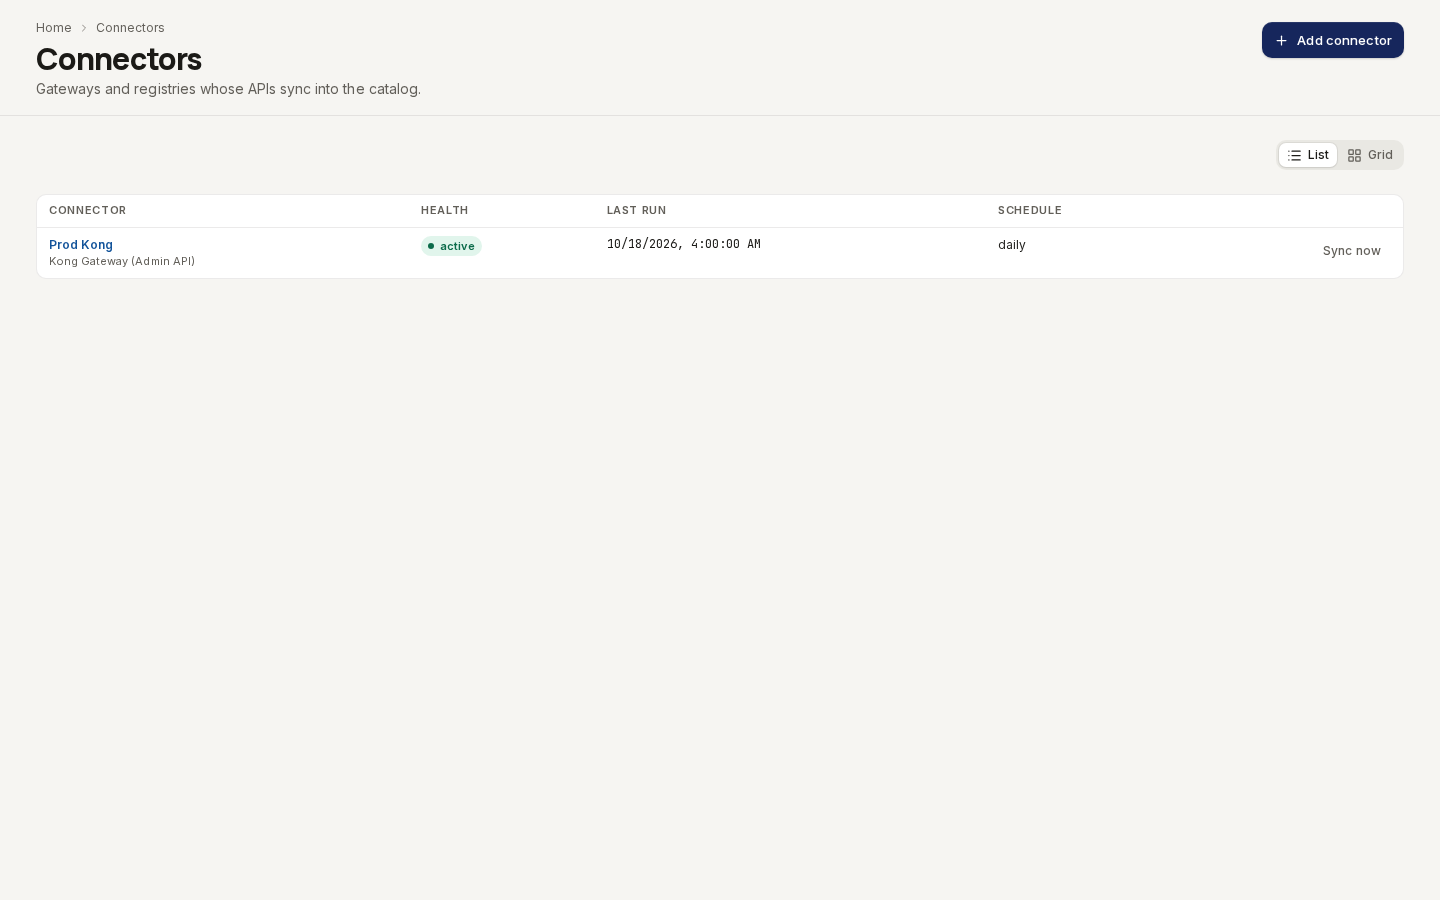 Home > Connectors
Connectors
Gateways and registries whose APIs sync into the catalog.
+ Add connector
List Grid
CONNECTOR HEALTH LAST RUN SCHEDULE
Prod Kong active 10/18/2026, 4:00:00 AM daily Sync now
Kong Gateway (Admin API)